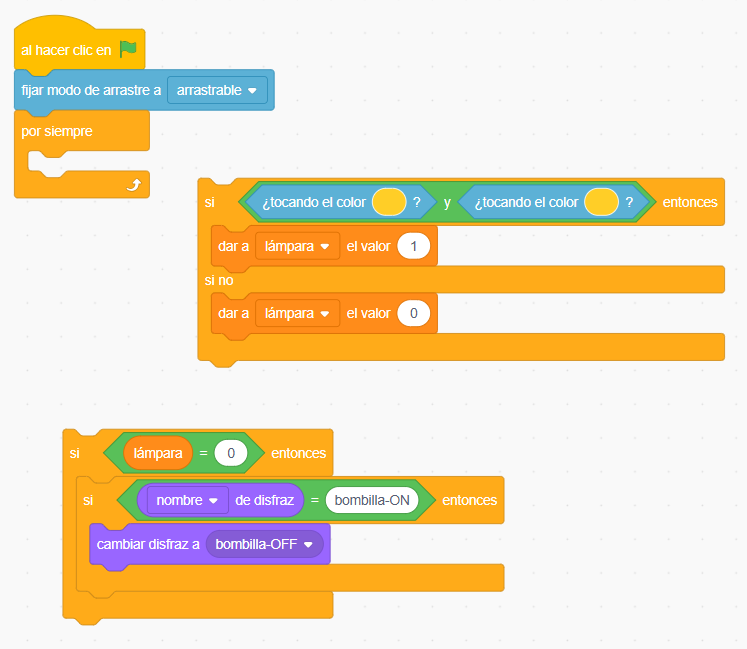 al hacer clic en
fijar modo de arrastre a arrastrable
por siempre
si ¿tocando el color ? y ¿tocando el color ? entonces
dar a lámpara el valor 1
si no
dar a lámpara el valor 0
si lámpara = 0 entonces
si nombre de disfraz = bombilla-ON entonces
cambiar disfraz a bombilla-OFF